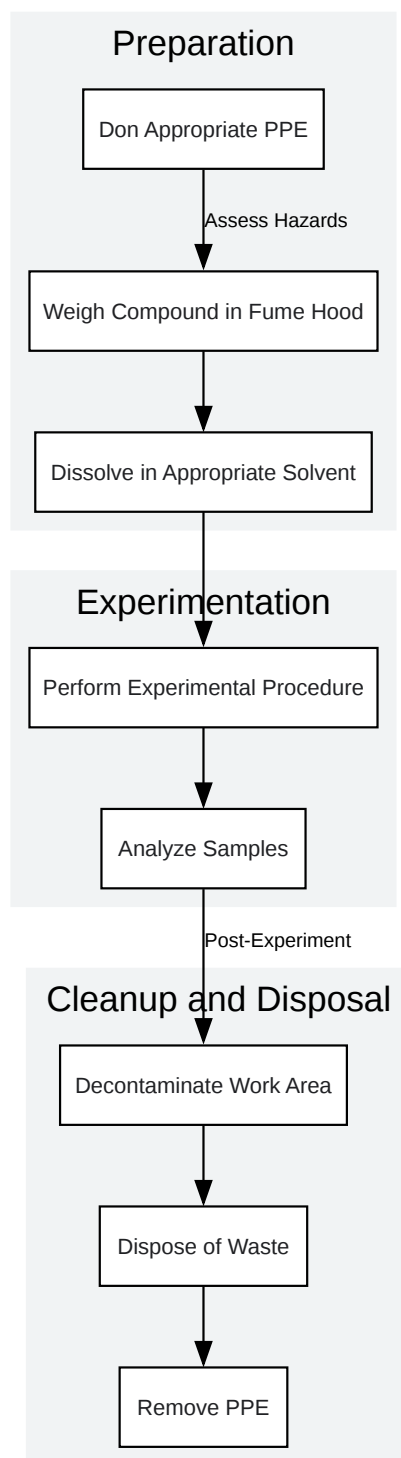 Preparation
Don Appropriate PPE
Assess Hazards
Weigh Compound in Fume Hood
Dissolve in Appropriate Solvent
Experimentation
Perform Experimental Procedure
Analyze Samples
Post-Experiment
Cleanup and Disposal
Decontaminate Work Area
Dispose of Waste
Remove PPE